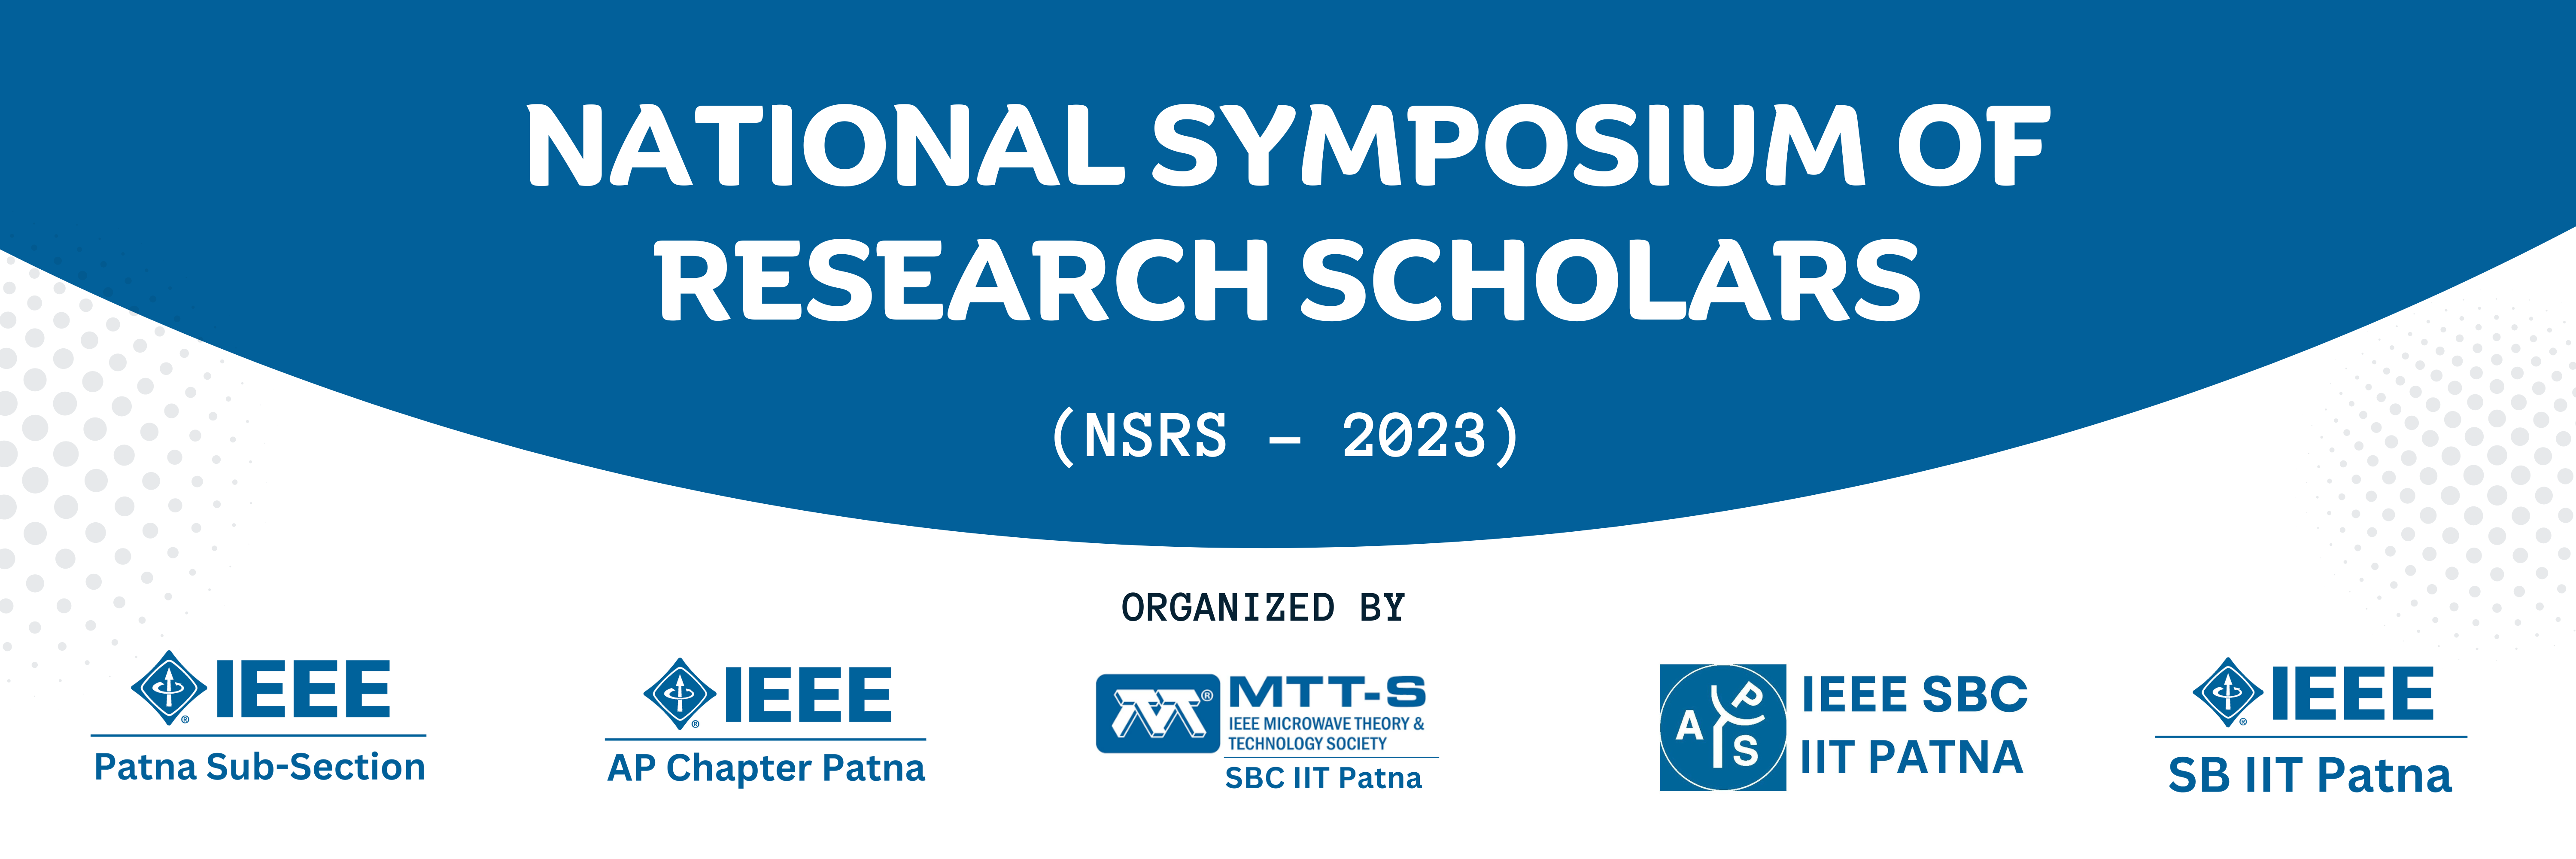 NATIONAL SYMPOSIUM OF
RESEARCH SCHOLARS
(NSRS – 2023)
ORGANIZED BY
IEEE
®
Patna Sub-Section
IEEE
®
AP Chapter Patna
®
MTT-S
IEEE MICROWAVE THEORY &
TECHNOLOGY SOCIETY
SBC IIT Patna
APS
IEEE SBC
IIT PATNA
IEEE
®
SB IIT Patna